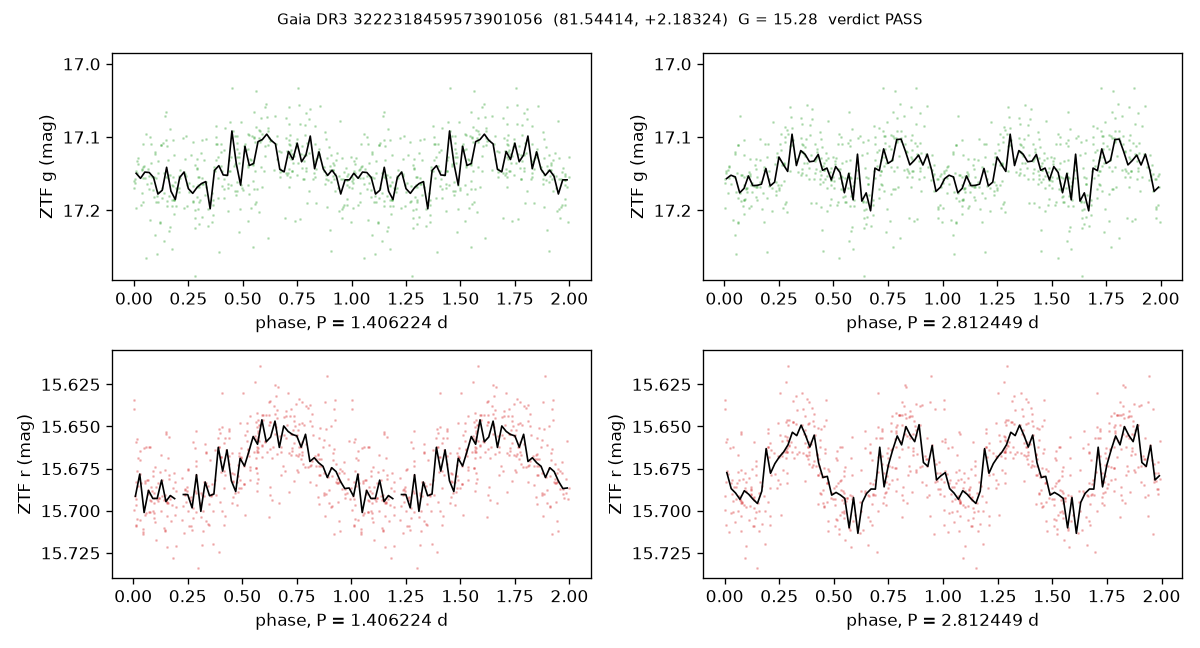 Gaia DR3 3222318459573901056  (81.54414, +2.18324)  G = 15.28  verdict PASS
17.0
17.1
17.2
ZTF g (mag)
0.00 0.25 0.50 0.75 1.00 1.25 1.50 1.75 2.00
phase, P = 1.406224 d
17.0
17.1
17.2
ZTF g (mag)
0.00 0.25 0.50 0.75 1.00 1.25 1.50 1.75 2.00
phase, P = 2.812449 d
15.625
15.650
15.675
15.700
15.725
ZTF r (mag)
0.00 0.25 0.50 0.75 1.00 1.25 1.50 1.75 2.00
phase, P = 1.406224 d
15.625
15.650
15.675
15.700
15.725
ZTF r (mag)
0.00 0.25 0.50 0.75 1.00 1.25 1.50 1.75 2.00
phase, P = 2.812449 d